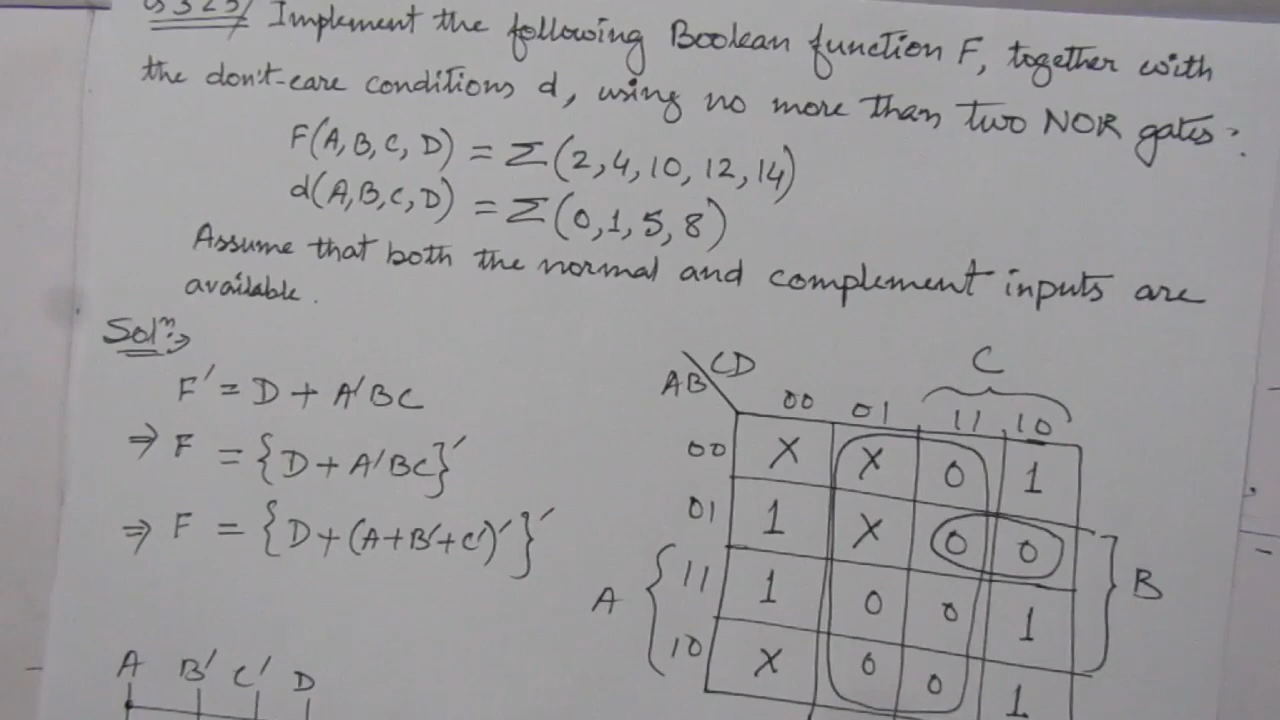 Implement the following Boolean function F, together with
the don't-care conditions d, using no more than two NOR gates:
F(A,B,C,D) = Σ(2,4,10,12,14)
d(A,B,C,D) = Σ(0,1,5,8)
Assume that both the normal and complement inputs are
available.
Solⁿ:→
F' = D + A'BC
⇒ F = {D+A'BC}'
⇒ F = {D+(A+B'+C')'}'
A B' C' D
C
AB CD
00 01 11 10
00 X X 0 1
01 1 X 0 0
A { 11 1 0 0 1 } B
10 X 0 0 1